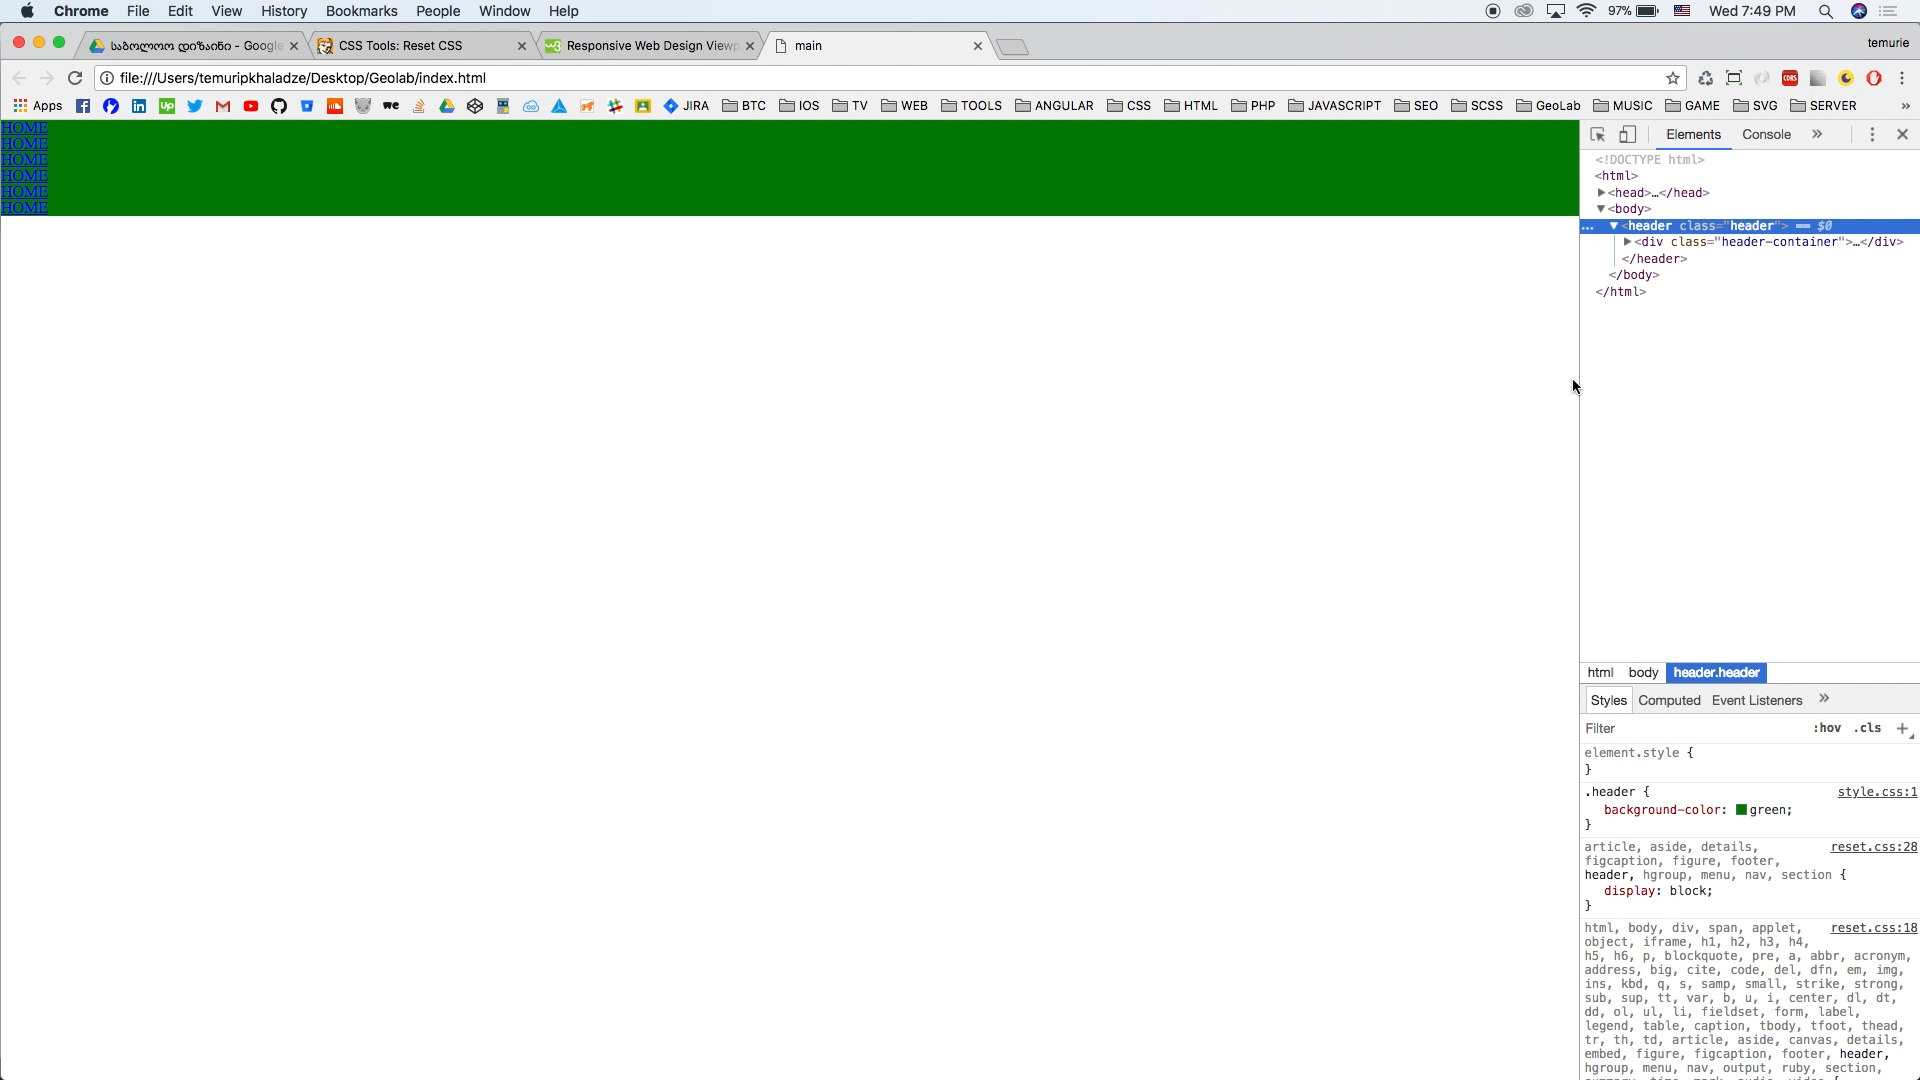 Chrome File Edit View History Bookmarks People Window Help 97% Wed 7:49 PM
საბოლოო დიზაინი - Google CSS Tools: Reset CSS Responsive Web Design Viewp main temurie
file:///Users/temuripkhaladze/Desktop/Geolab/index.html
Apps JIRA BTC IOS TV WEB TOOLS ANGULAR CSS HTML PHP JAVASCRIPT SEO SCSS GeoLab MUSIC GAME SVG SERVER »
HOME
HOME
HOME
HOME
HOME
HOME
Elements Console »
<!DOCTYPE html>
<html>
<head>…</head>
<body>
<header class="header"> == $0
<div class="header-container">…</div>
</header>
</body>
</html>
html body header.header
Styles Computed Event Listeners »
Filter :hov .cls +
element.style {
}
.header { style.css:1
background-color: green;
}
article, aside, details, reset.css:28
figcaption, figure, footer,
header, hgroup, menu, nav, section {
display: block;
}
html, body, div, span, applet, reset.css:18
object, iframe, h1, h2, h3, h4,
h5, h6, p, blockquote, pre, a, abbr, acronym,
address, big, cite, code, del, dfn, em, img,
ins, kbd, q, s, samp, small, strike, strong,
sub, sup, tt, var, b, u, i, center, dl, dt,
dd, ol, ul, li, fieldset, form, label,
legend, table, caption, tbody, tfoot, thead,
tr, th, td, article, aside, canvas, details,
embed, figure, figcaption, footer, header,
hgroup, menu, nav, output, ruby, section,